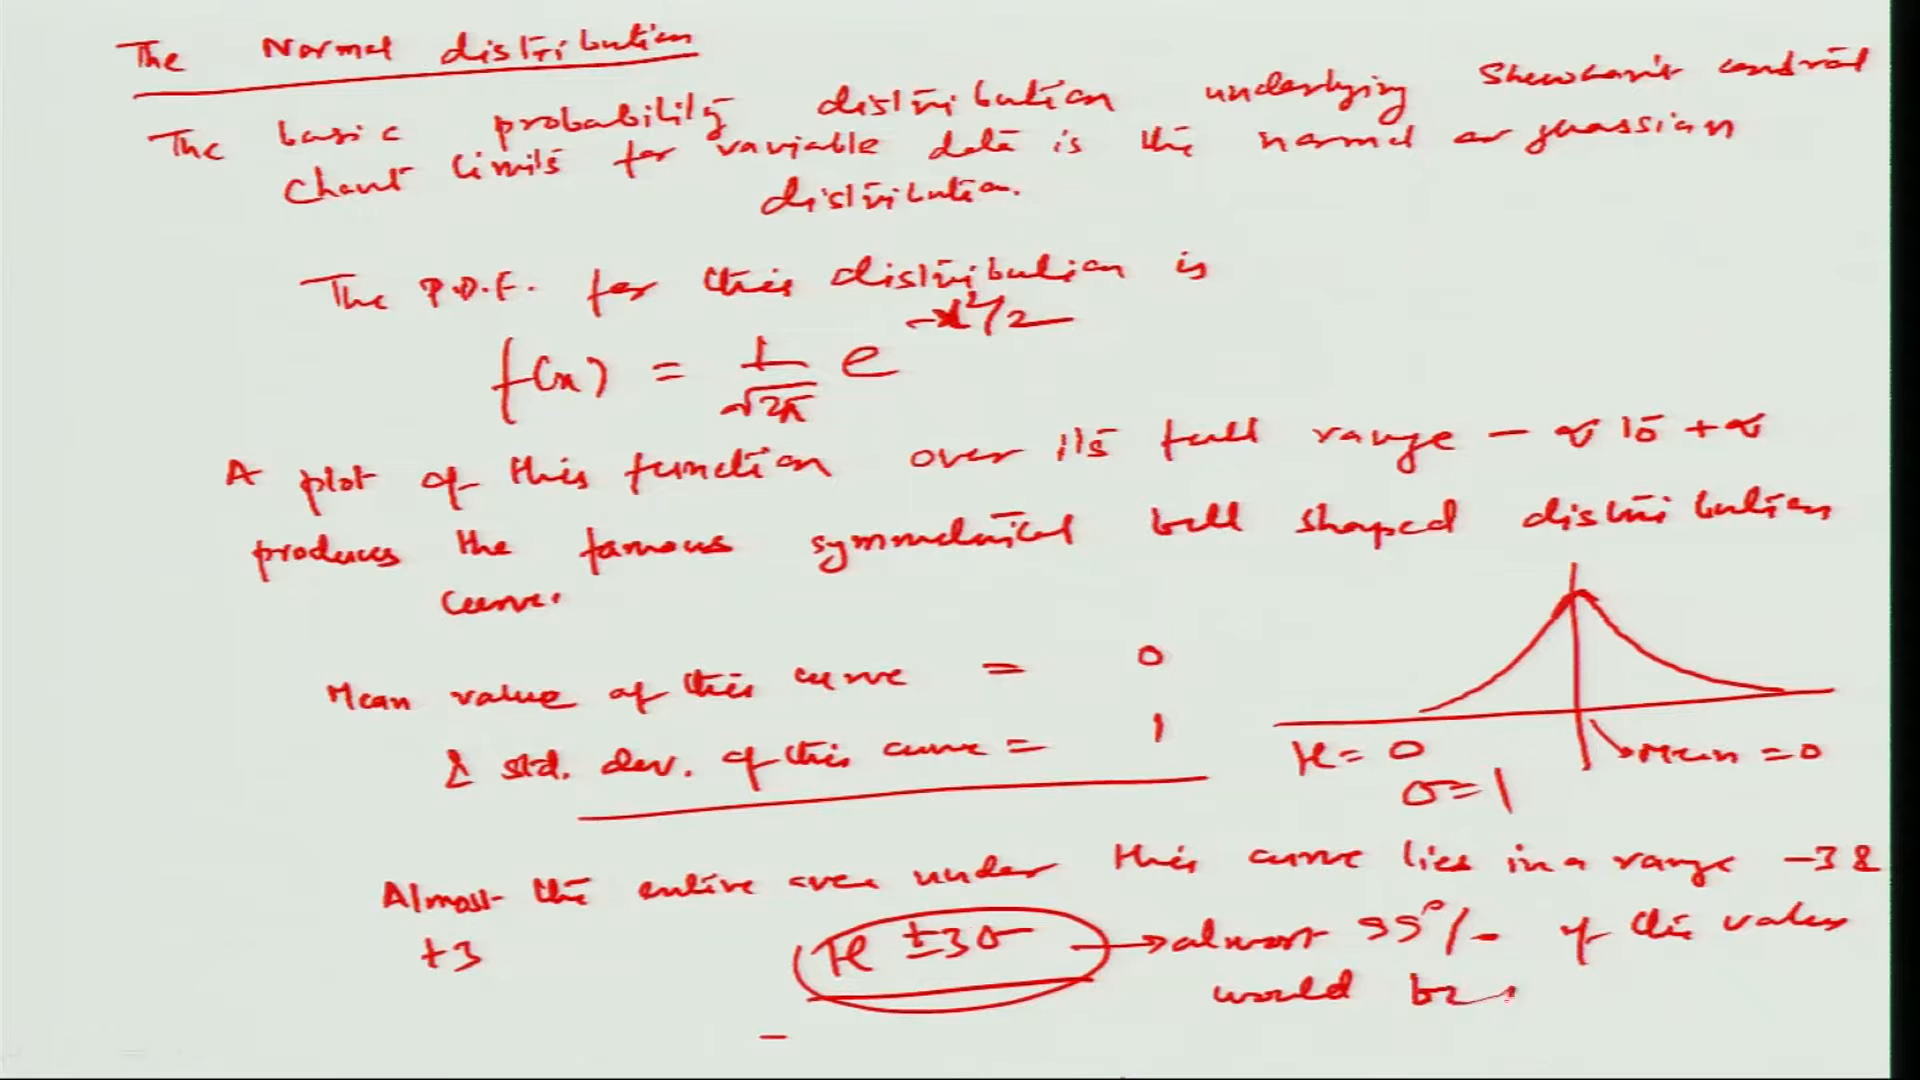 The Normal distribution
The basic probability distribution underlying Shewhart's control
chart limits for variable data is the normal or guassian
distribution.
The P.D.F. for this distribution is
f(x) = 1/√2π e^-x²/2
A plot of this function over its full range -∞ to +∞
produces the famous symmetrical bell shaped distribution
curve.
Mean value of this curve = 0
& std. dev. of this curve = 1
μ = 0
σ = 1
Mean = 0
Almost the entire area under this curve lies in a range -3 &
+3
μ ± 3σ → almost 99% of the values
would be